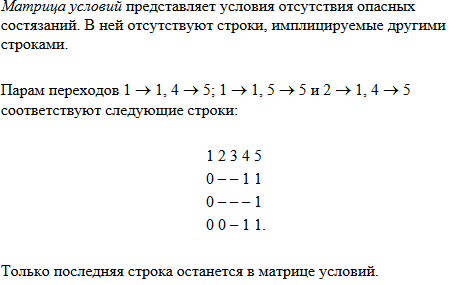 Матрица условий представляет условия отсутствия опасных
состязаний. В ней отсутствуют строки, имплицируемые другими
строками.
Парам переходов 1 → 1, 4 → 5; 1 → 1, 5 → 5 и 2 → 1, 4 → 5
соответствуют следующие строки:
1 2 3 4 5
0 – – 1 1
0 – – – 1
0 0 – 1 1.
Только последняя строка останется в матрице условий.